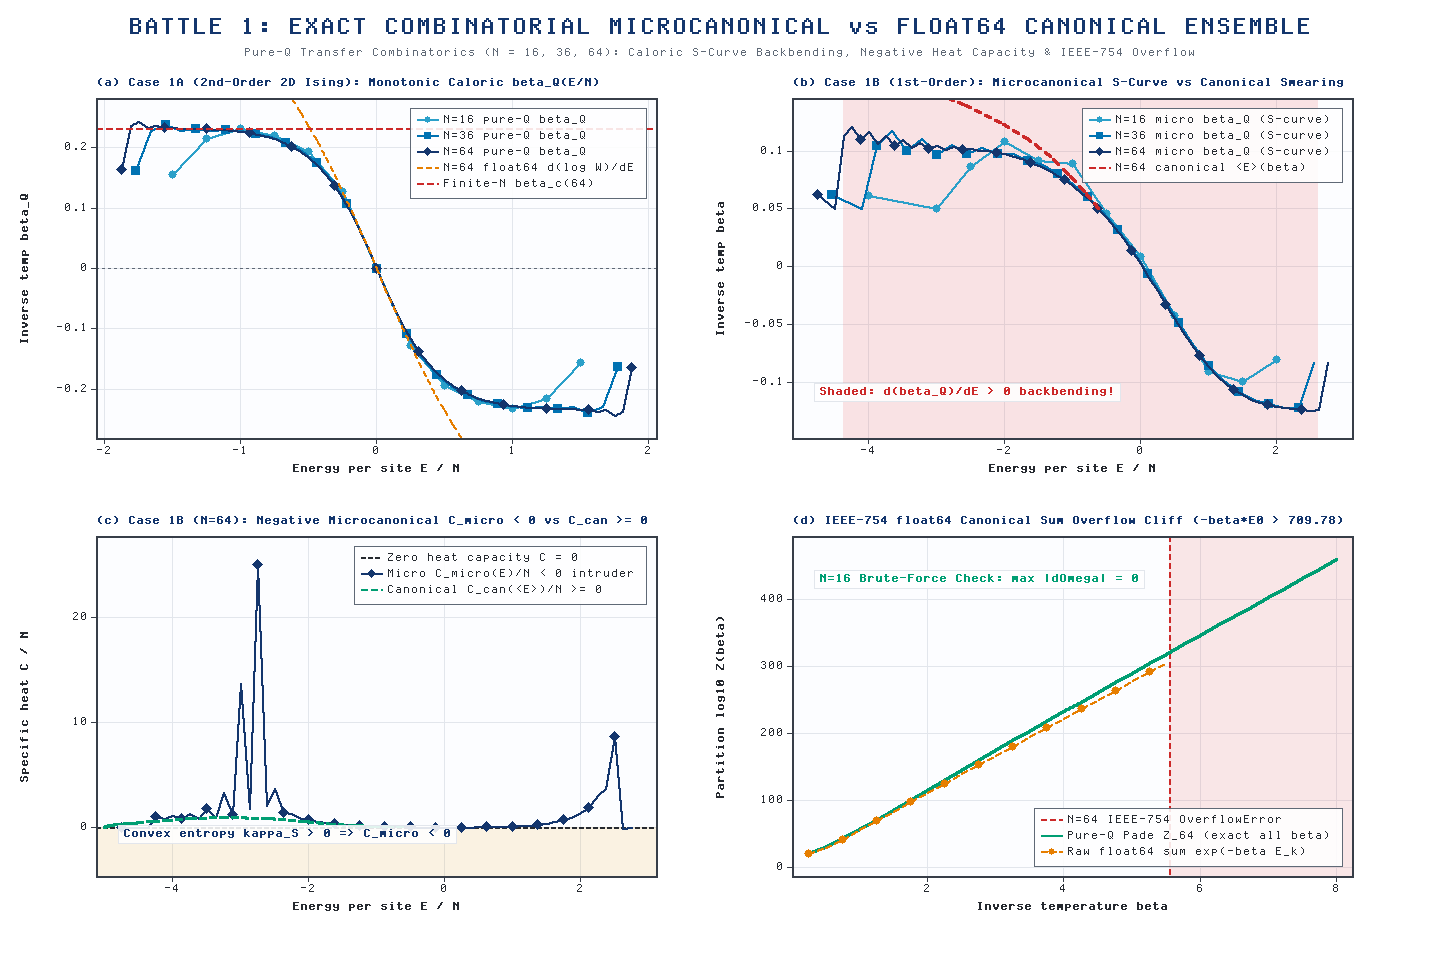 BATTLE 1: EXACT COMBINATORIAL MICROCANONICAL vs FLOAT64 CANONICAL ENSEMBLE
Pure-Q Transfer Combinatorics (N = 16, 36, 64): Caloric S-Curve Backbending, Negative Heat Capacity & IEEE-754 Overflow
(a) Case 1A (2nd-Order 2D Ising): Monotonic Caloric beta_Q(E/N)
N=16 pure-Q beta_Q
N=36 pure-Q beta_Q
N=64 pure-Q beta_Q
N=64 float64 d(log W)/dE
Finite-N beta_c(64)
0.2
0.1
0
-0.1
-0.2
-2
-1
0
1
2
Inverse temp beta_Q
Energy per site E / N
(b) Case 1B (1st-Order): Microcanonical S-Curve vs Canonical Smearing
N=16 micro beta_Q (S-curve)
N=36 micro beta_Q (S-curve)
N=64 micro beta_Q (S-curve)
N=64 canonical <E>(beta)
0.1
0.05
0
-0.05
-0.1
Shaded: d(beta_Q)/dE > 0 backbending!
-4
-2
0
2
Inverse temp beta
Energy per site E / N
(c) Case 1B (N=64): Negative Microcanonical C_micro < 0 vs C_can >= 0
Zero heat capacity C = 0
Micro C_micro(E)/N < 0 intruder
Canonical C_can(<E>)/N >= 0
20
10
0
Convex entropy kappa_S > 0 => C_micro < 0
-4
-2
0
2
Specific heat C / N
Energy per site E / N
(d) IEEE-754 float64 Canonical Sum Overflow Cliff (-beta*E0 > 709.78)
N=16 Brute-Force Check: max |dOmega| = 0
400
300
200
100
0
N=64 IEEE-754 OverflowError
Pure-Q Pade Z_64 (exact all beta)
Raw float64 sum exp(-beta E_k)
2
4
6
8
Partition log10 Z(beta)
Inverse temperature beta